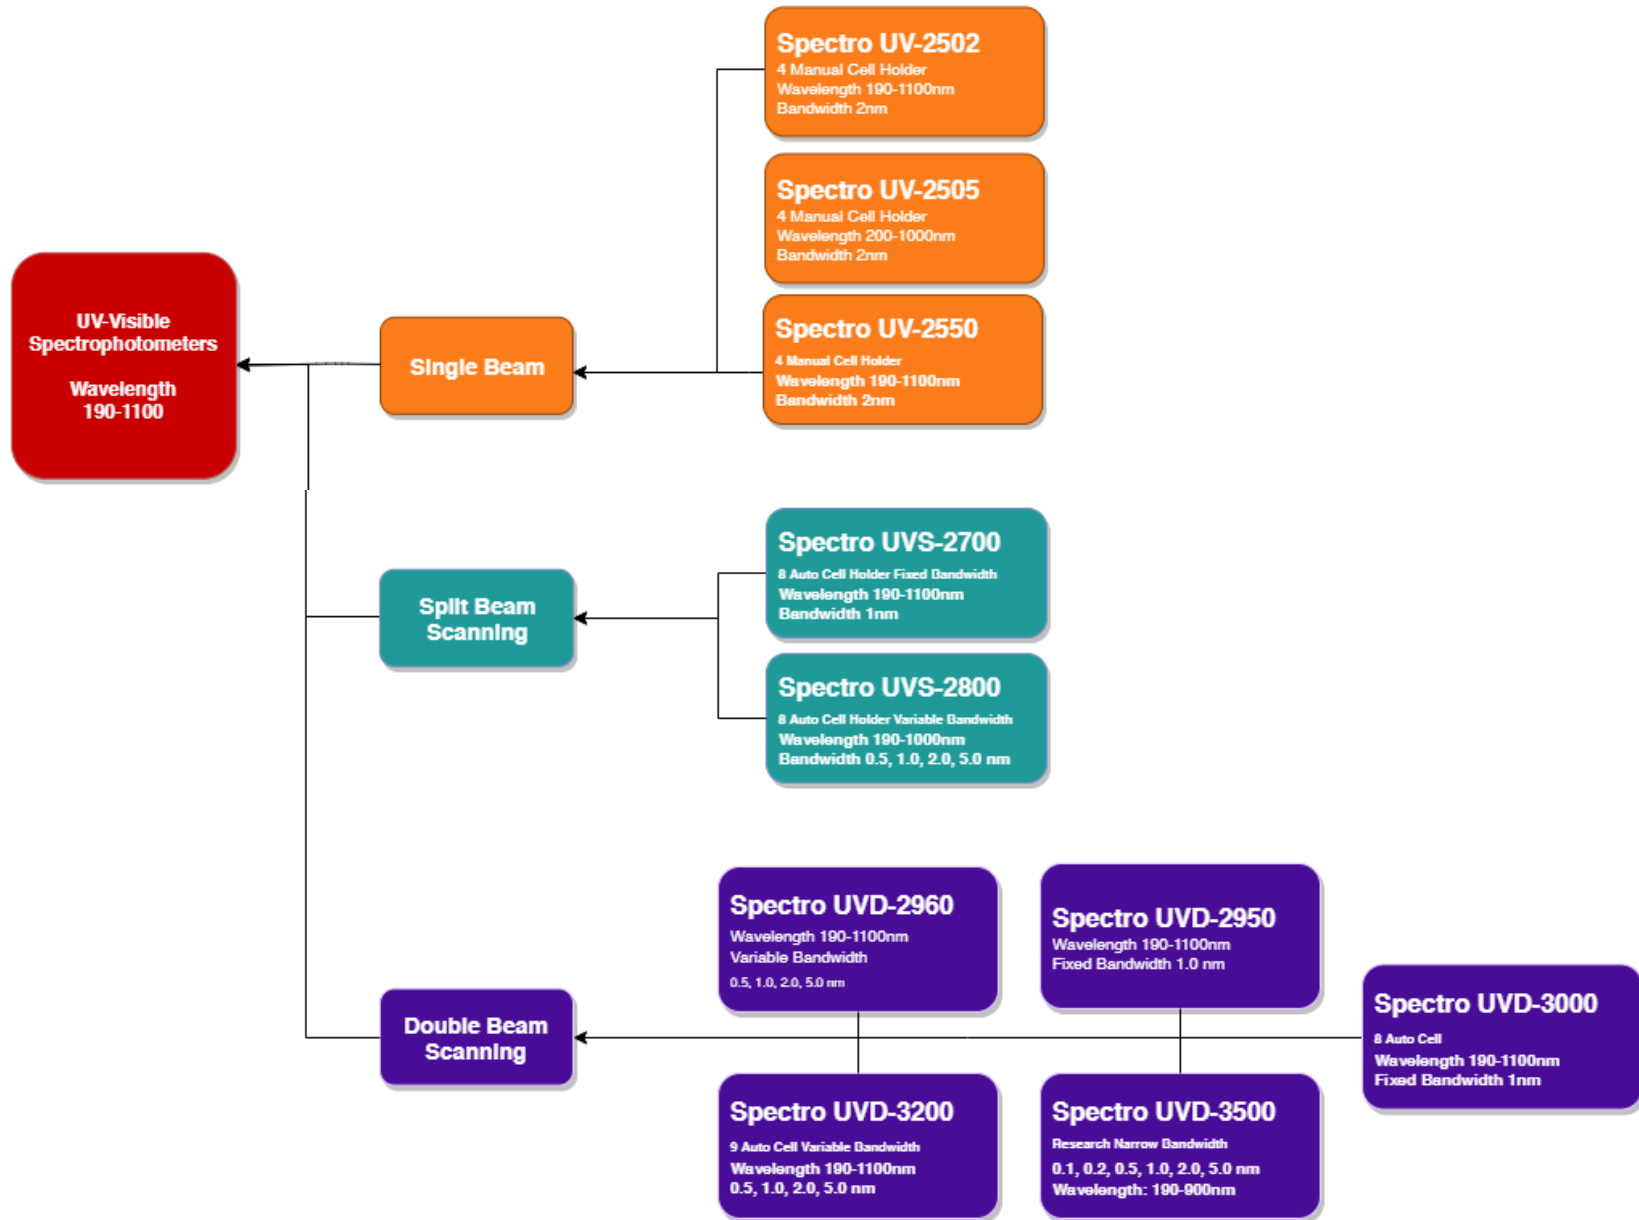 UV-Visible
Spectrophotometers
Wavelength
190-1100
Single Beam
Spectro UV-2502
4 Manual Cell Holder
Wavelength 190-1100nm
Bandwidth 2nm
Spectro UV-2505
4 Manual Cell Holder
Wavelength 200-1000nm
Bandwidth 2nm
Spectro UV-2550
4 Manual Cell Holder
Wavelength 190-1100nm
Bandwidth 2nm
Split Beam
Scanning
Spectro UVS-2700
8 Auto Cell Holder Fixed Bandwidth
Wavelength 190-1100nm
Bandwidth 1nm
Spectro UVS-2800
8 Auto Cell Holder Variable Bandwidth
Wavelength 190-1000nm
Bandwidth 0.5, 1.0, 2.0, 5.0 nm
Double Beam
Scanning
Spectro UVD-2960
Wavelength 190-1100nm
Variable Bandwidth
0.5, 1.0, 2.0, 5.0 nm
Spectro UVD-2950
Wavelength 190-1100nm
Fixed Bandwidth 1.0 nm
Spectro UVD-3000
8 Auto Cell
Wavelength 190-1100nm
Fixed Bandwidth 1nm
Spectro UVD-3200
9 Auto Cell Variable Bandwidth
Wavelength 190-1100nm
0.5, 1.0, 2.0, 5.0 nm
Spectro UVD-3500
Research Narrow Bandwidth
0.1, 0.2, 0.5, 1.0, 2.0, 5.0 nm
Wavelength: 190-900nm